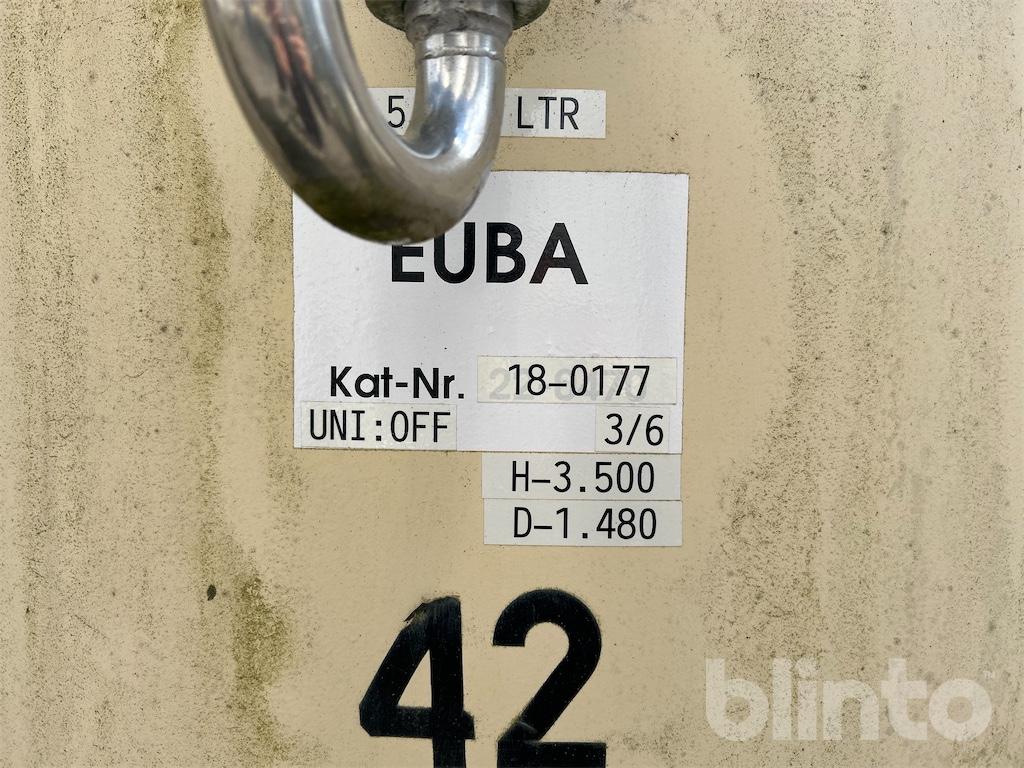 5 LTR
EUBA
Kat-Nr. 18-0177
UNI:OFF 3/6
H-3.500
D-1.480
42
blinto